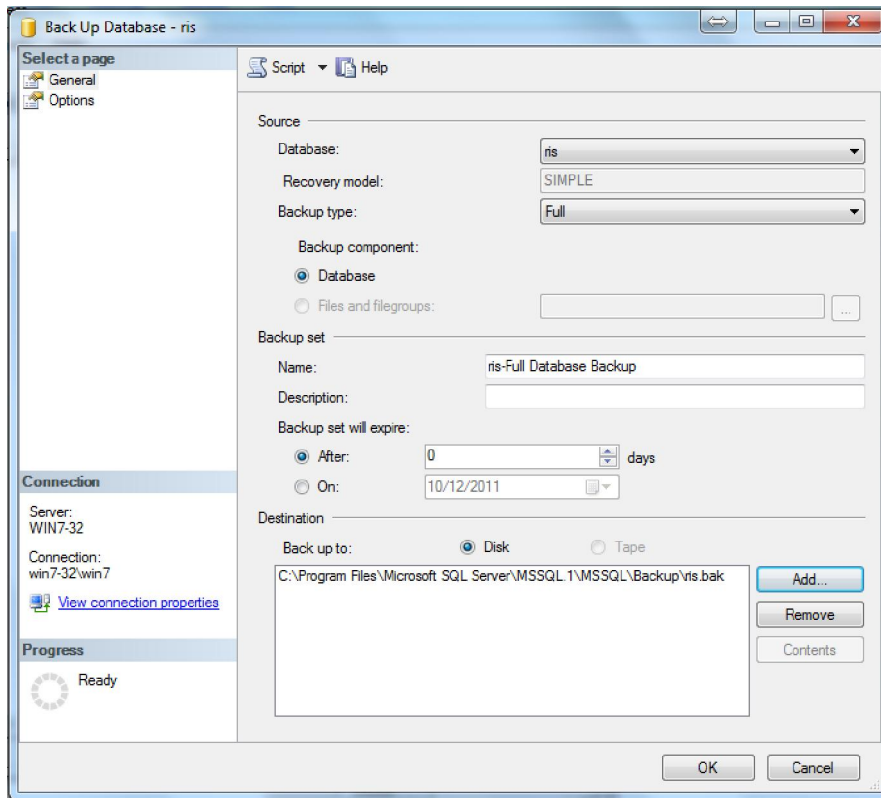 Back Up Database - ris
Select a page
General
Options
Script Help
Source
Database: ris
Recovery model: SIMPLE
Backup type: Full
Backup component:
Database
Files and filegroups: ...
Backup set
Name: ris-Full Database Backup
Description:
Backup set will expire:
After: 0 days
On: 10/12/2011
Destination
Back up to: Disk Tape
C:\Program Files\Microsoft SQL Server\MSSQL.1\MSSQL\Backup\ris.bak
Add...
Remove
Contents
Connection
Server:
WIN7-32
Connection:
win7-32\win7
View connection properties
Progress
Ready
OK Cancel